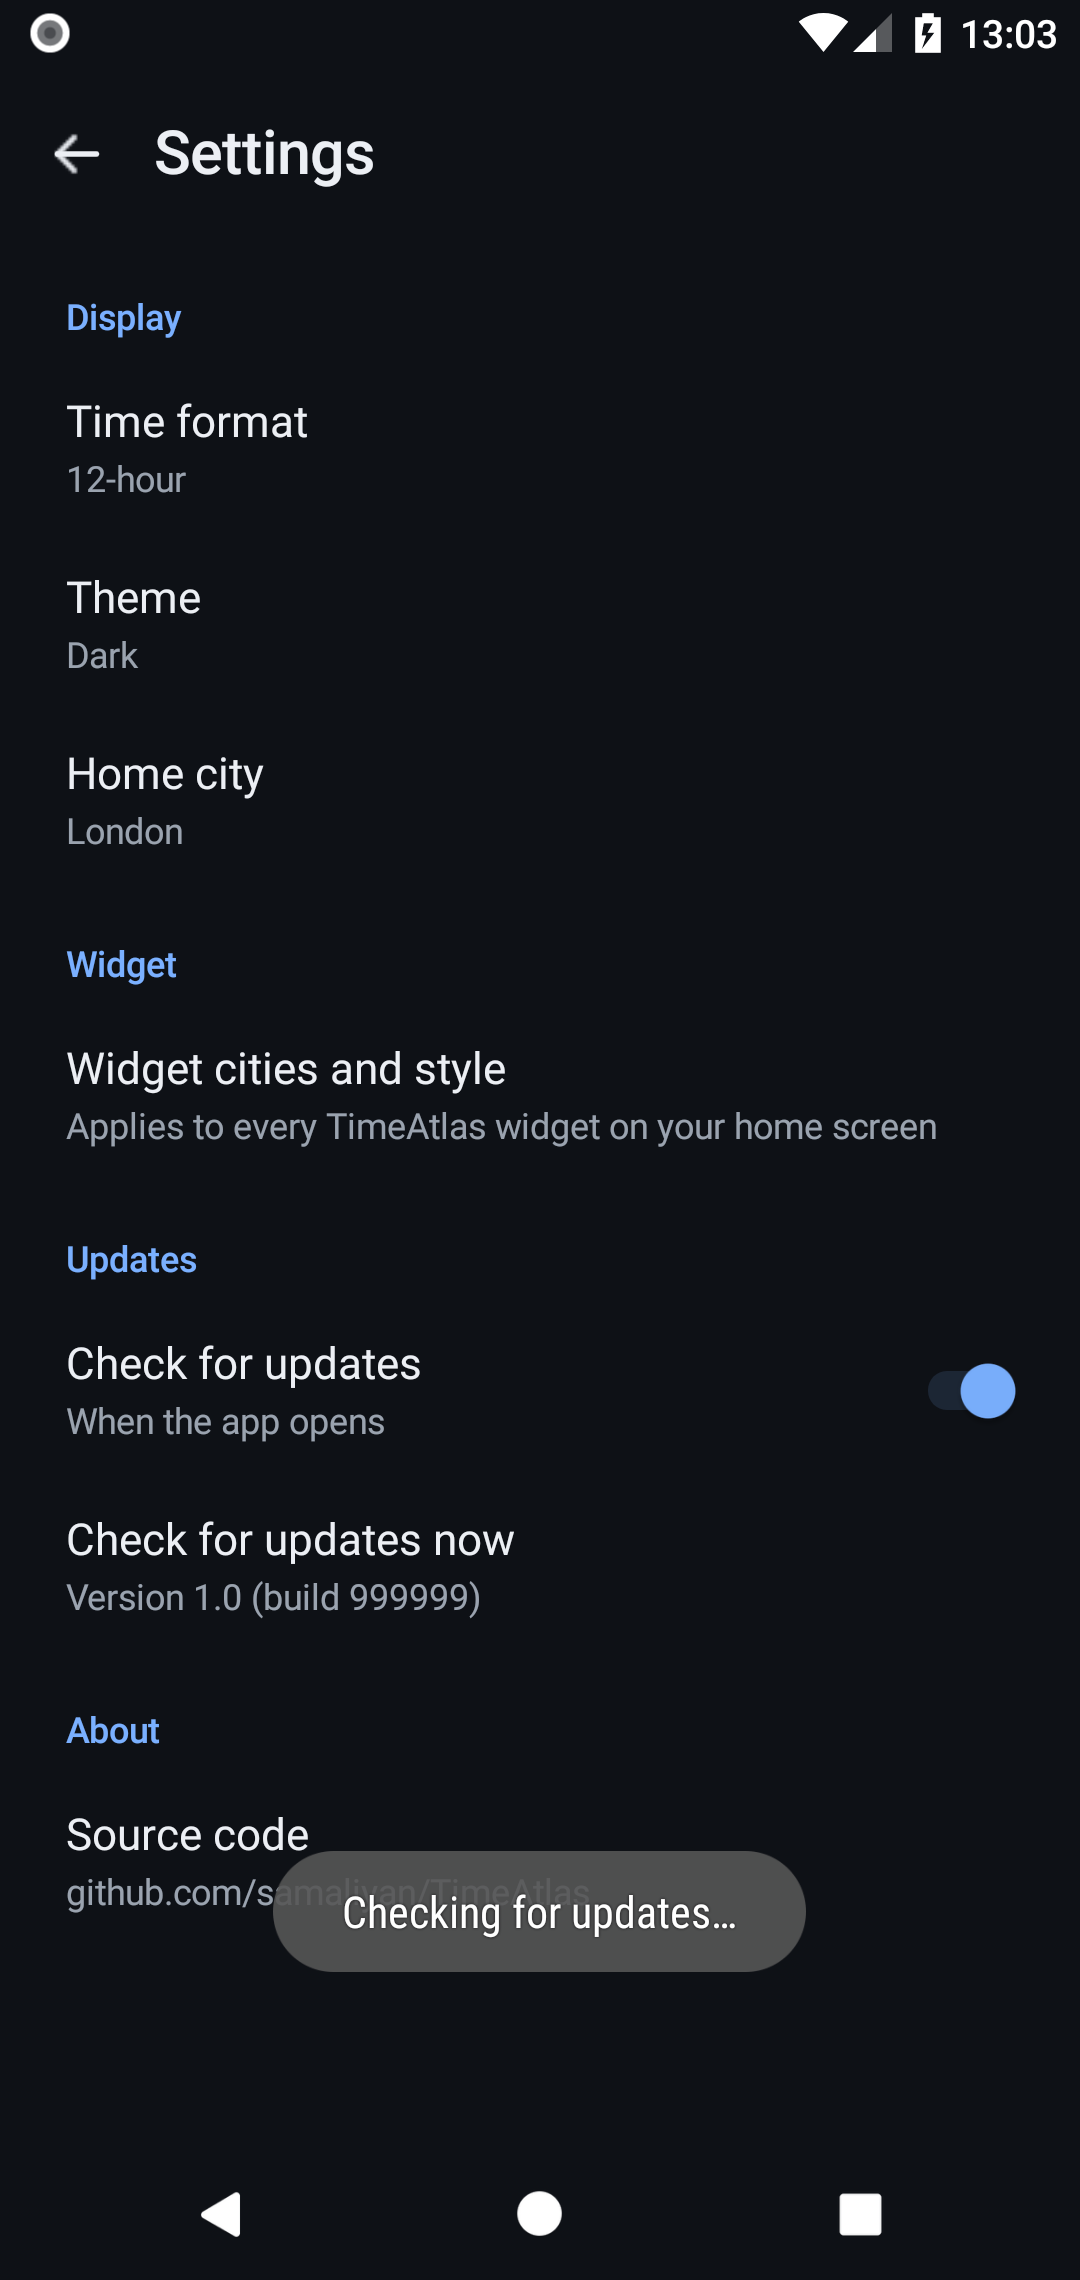 13:03
Settings
Display
Time format
12-hour
Theme
Dark
Home city
London
Widget
Widget cities and style
Applies to every TimeAtlas widget on your home screen
Updates
Check for updates
When the app opens
Check for updates now
Version 1.0 (build 999999)
About
Source code
github.com/samaliyan/TimeAtlas
Checking for updates…